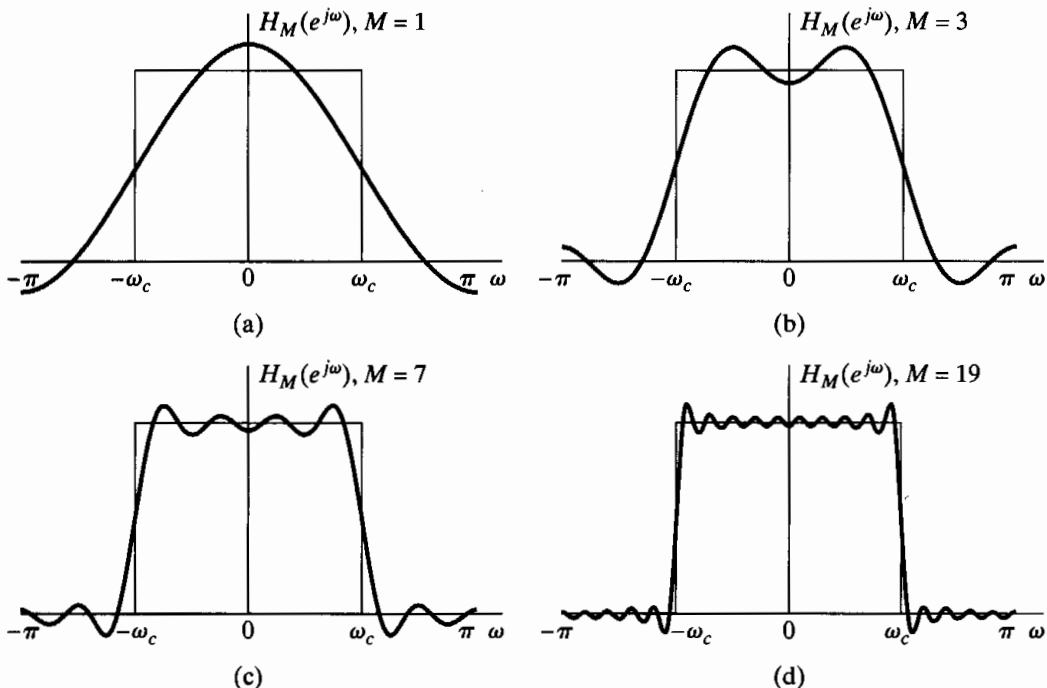 H_M(e^{jω}), M = 1
−π −ω_c 0 ω_c π ω
(a)
H_M(e^{jω}), M = 3
−π −ω_c 0 ω_c π ω
(b)
H_M(e^{jω}), M = 7
−π −ω_c 0 ω_c π ω
(c)
H_M(e^{jω}), M = 19
−π −ω_c 0 ω_c π ω
(d)